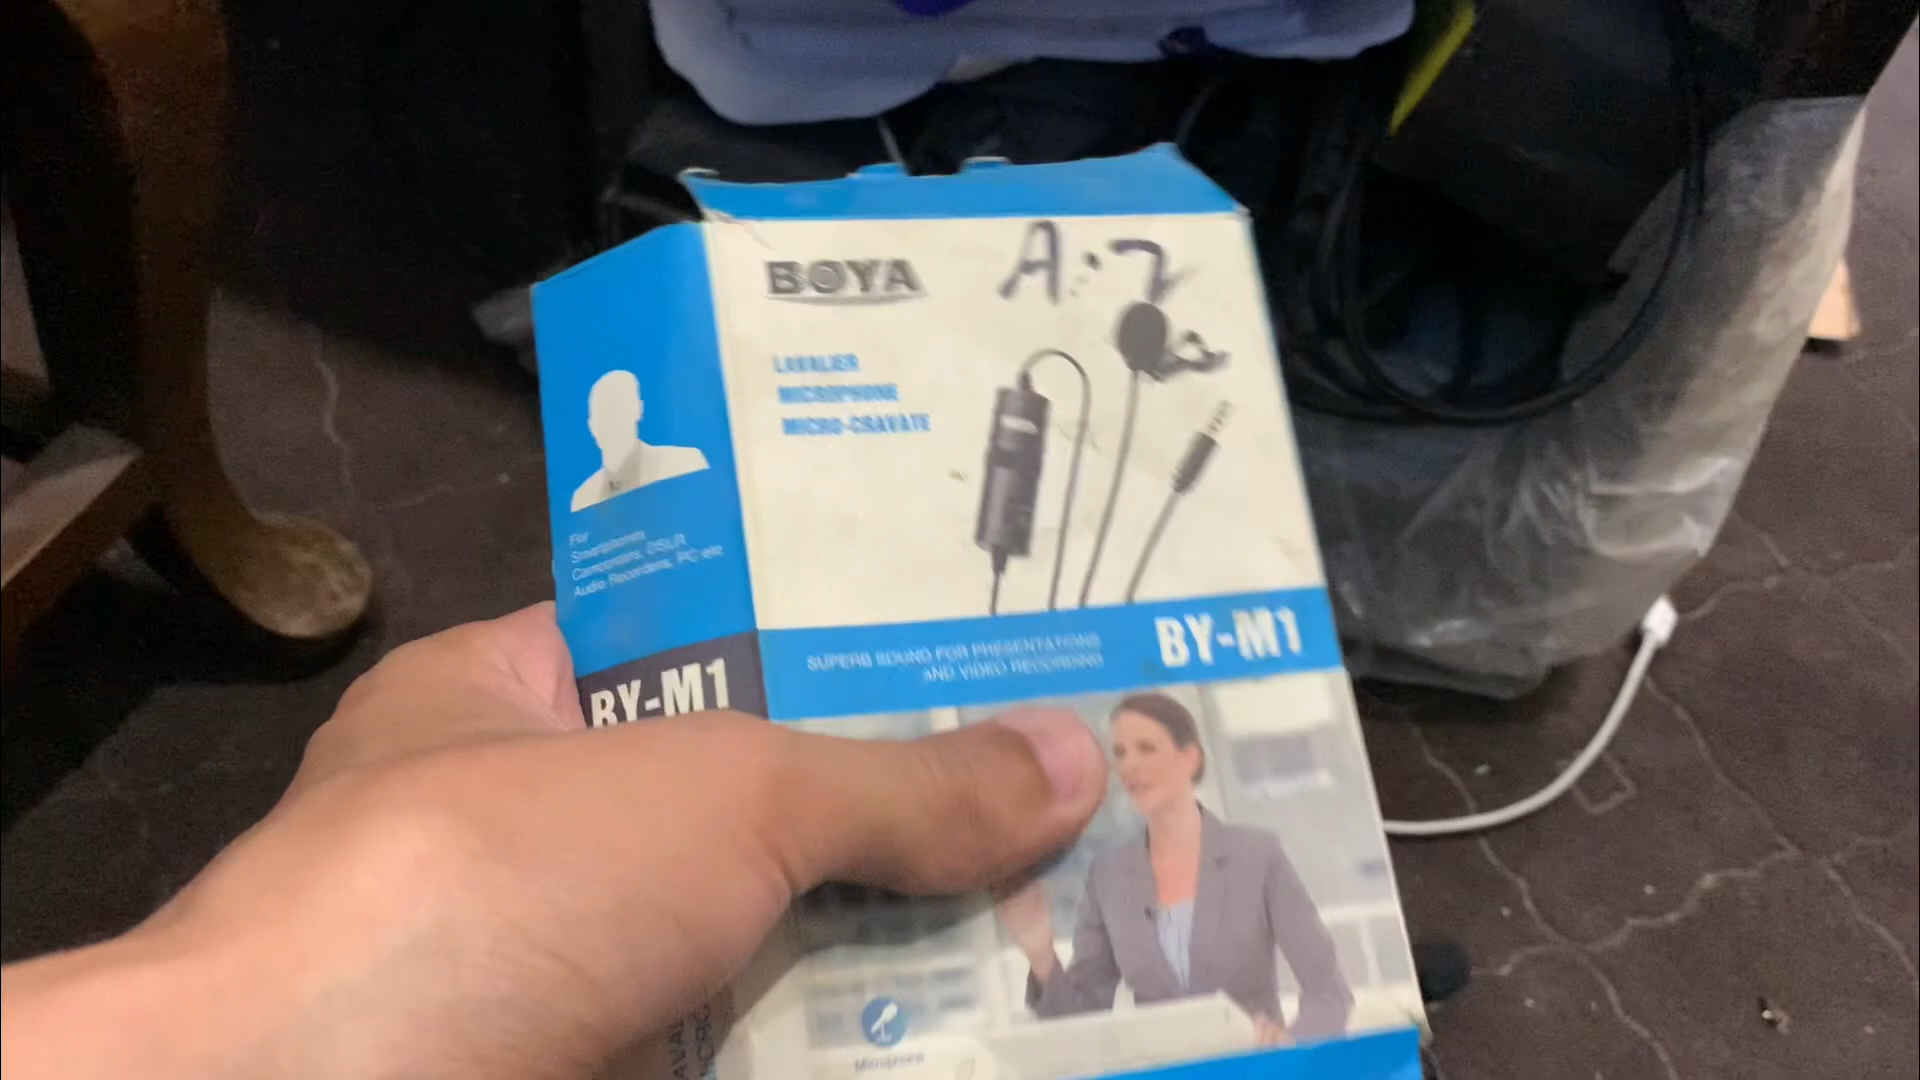 BOYA
A:7
LAVALIER
MICROPHONE
MICRO-CRAVATE
For
Smartphones
Camcorders, DSLR
Audio Recorders, PC etc
BY-M1
SUPERB SOUND FOR PRESENTATIONS
AND VIDEO RECORDING
BY-M1
Microphone